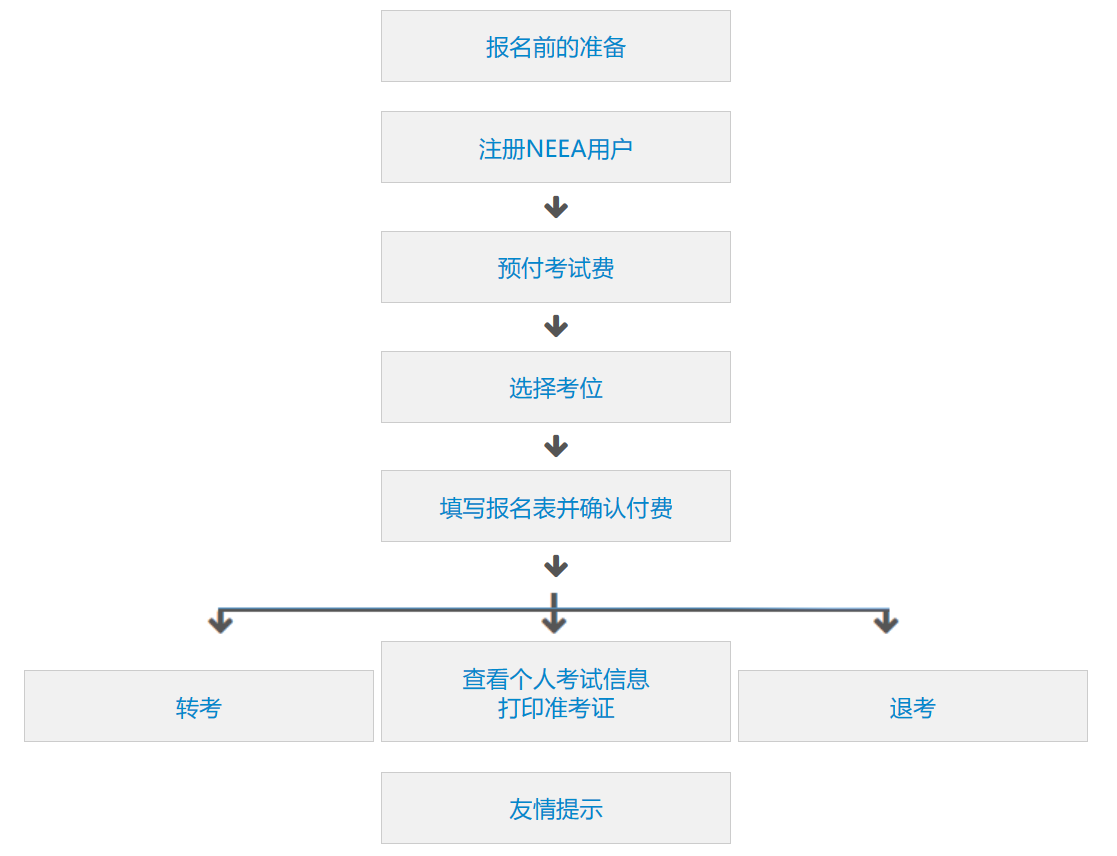 报名前的准备
注册NEEA用户
预付考试费
选择考位
填写报名表并确认付费
转考
查看个人考试信息
打印准考证
退考
友情提示